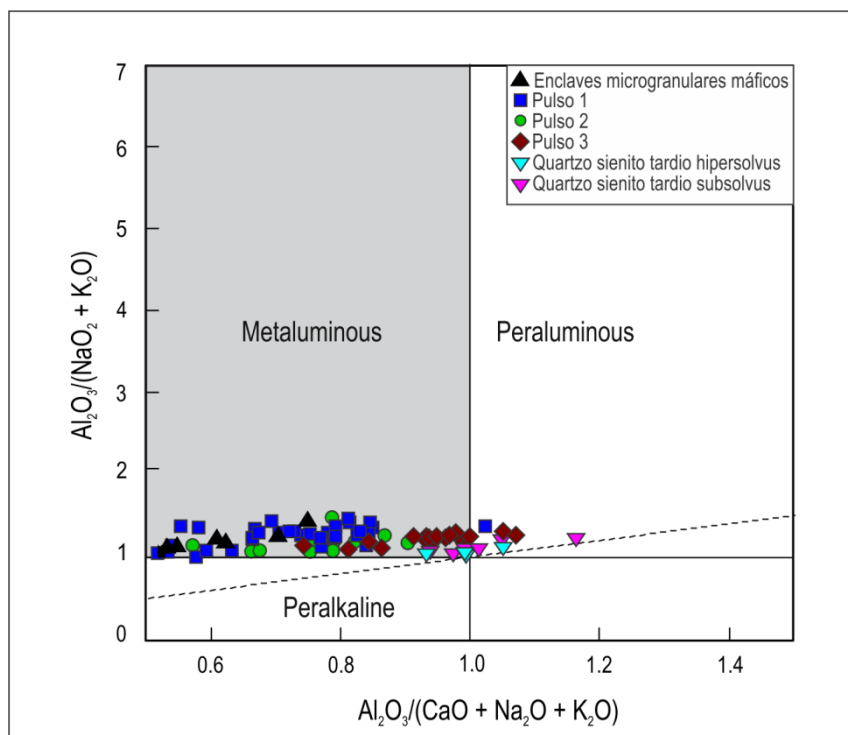 7
6
5
4
3
2
1
0
Al₂O₃/(NaO₂ + K₂O)
Enclaves microgranulares máficos
Pulso 1
Pulso 2
Pulso 3
Quartzo sienito tardio hipersolvus
Quartzo sienito tardio subsolvus
Metaluminous
Peraluminous
Peralkaline
0.6
0.8
1.0
1.2
1.4
Al₂O₃/(CaO + Na₂O + K₂O)